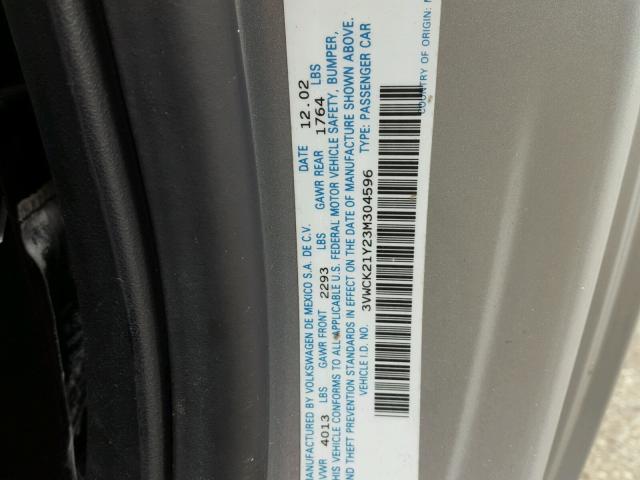 MANUFACTURED BY VOLKSWAGEN DE MEXICO S.A. DE C.V. DATE 12.02
VWR 4013 LBS GAWR FRONT 2293 LBS GAWR REAR 1764 LBS
THIS VEHICLE CONFORMS TO ALL APPLICABLE U.S. FEDERAL MOTOR VEHICLE SAFETY, BUMPER,
AND THEFT PREVENTION STANDARDS IN EFFECT ON THE DATE OF MANUFACTURE SHOWN ABOVE.
VEHICLE I.D. NO. 3VWCK21Y23M304596 TYPE: PASSENGER CAR
COUNTRY OF ORIGIN: